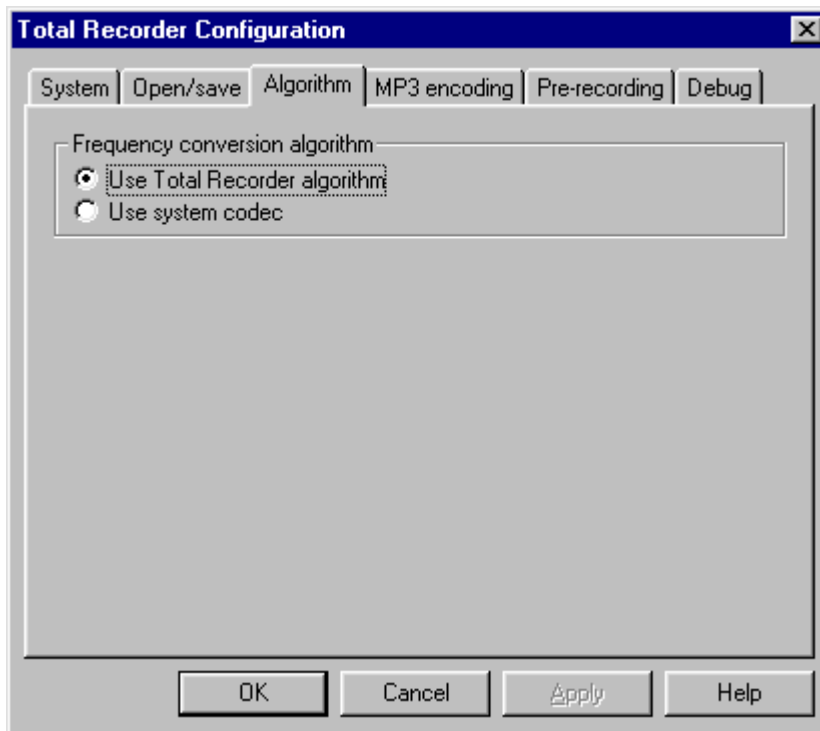 Total Recorder Configuration
System Open/save Algorithm MP3 encoding Pre-recording Debug
Frequency conversion algorithm
Use Total Recorder algorithm
Use system codec
OK Cancel Apply Help